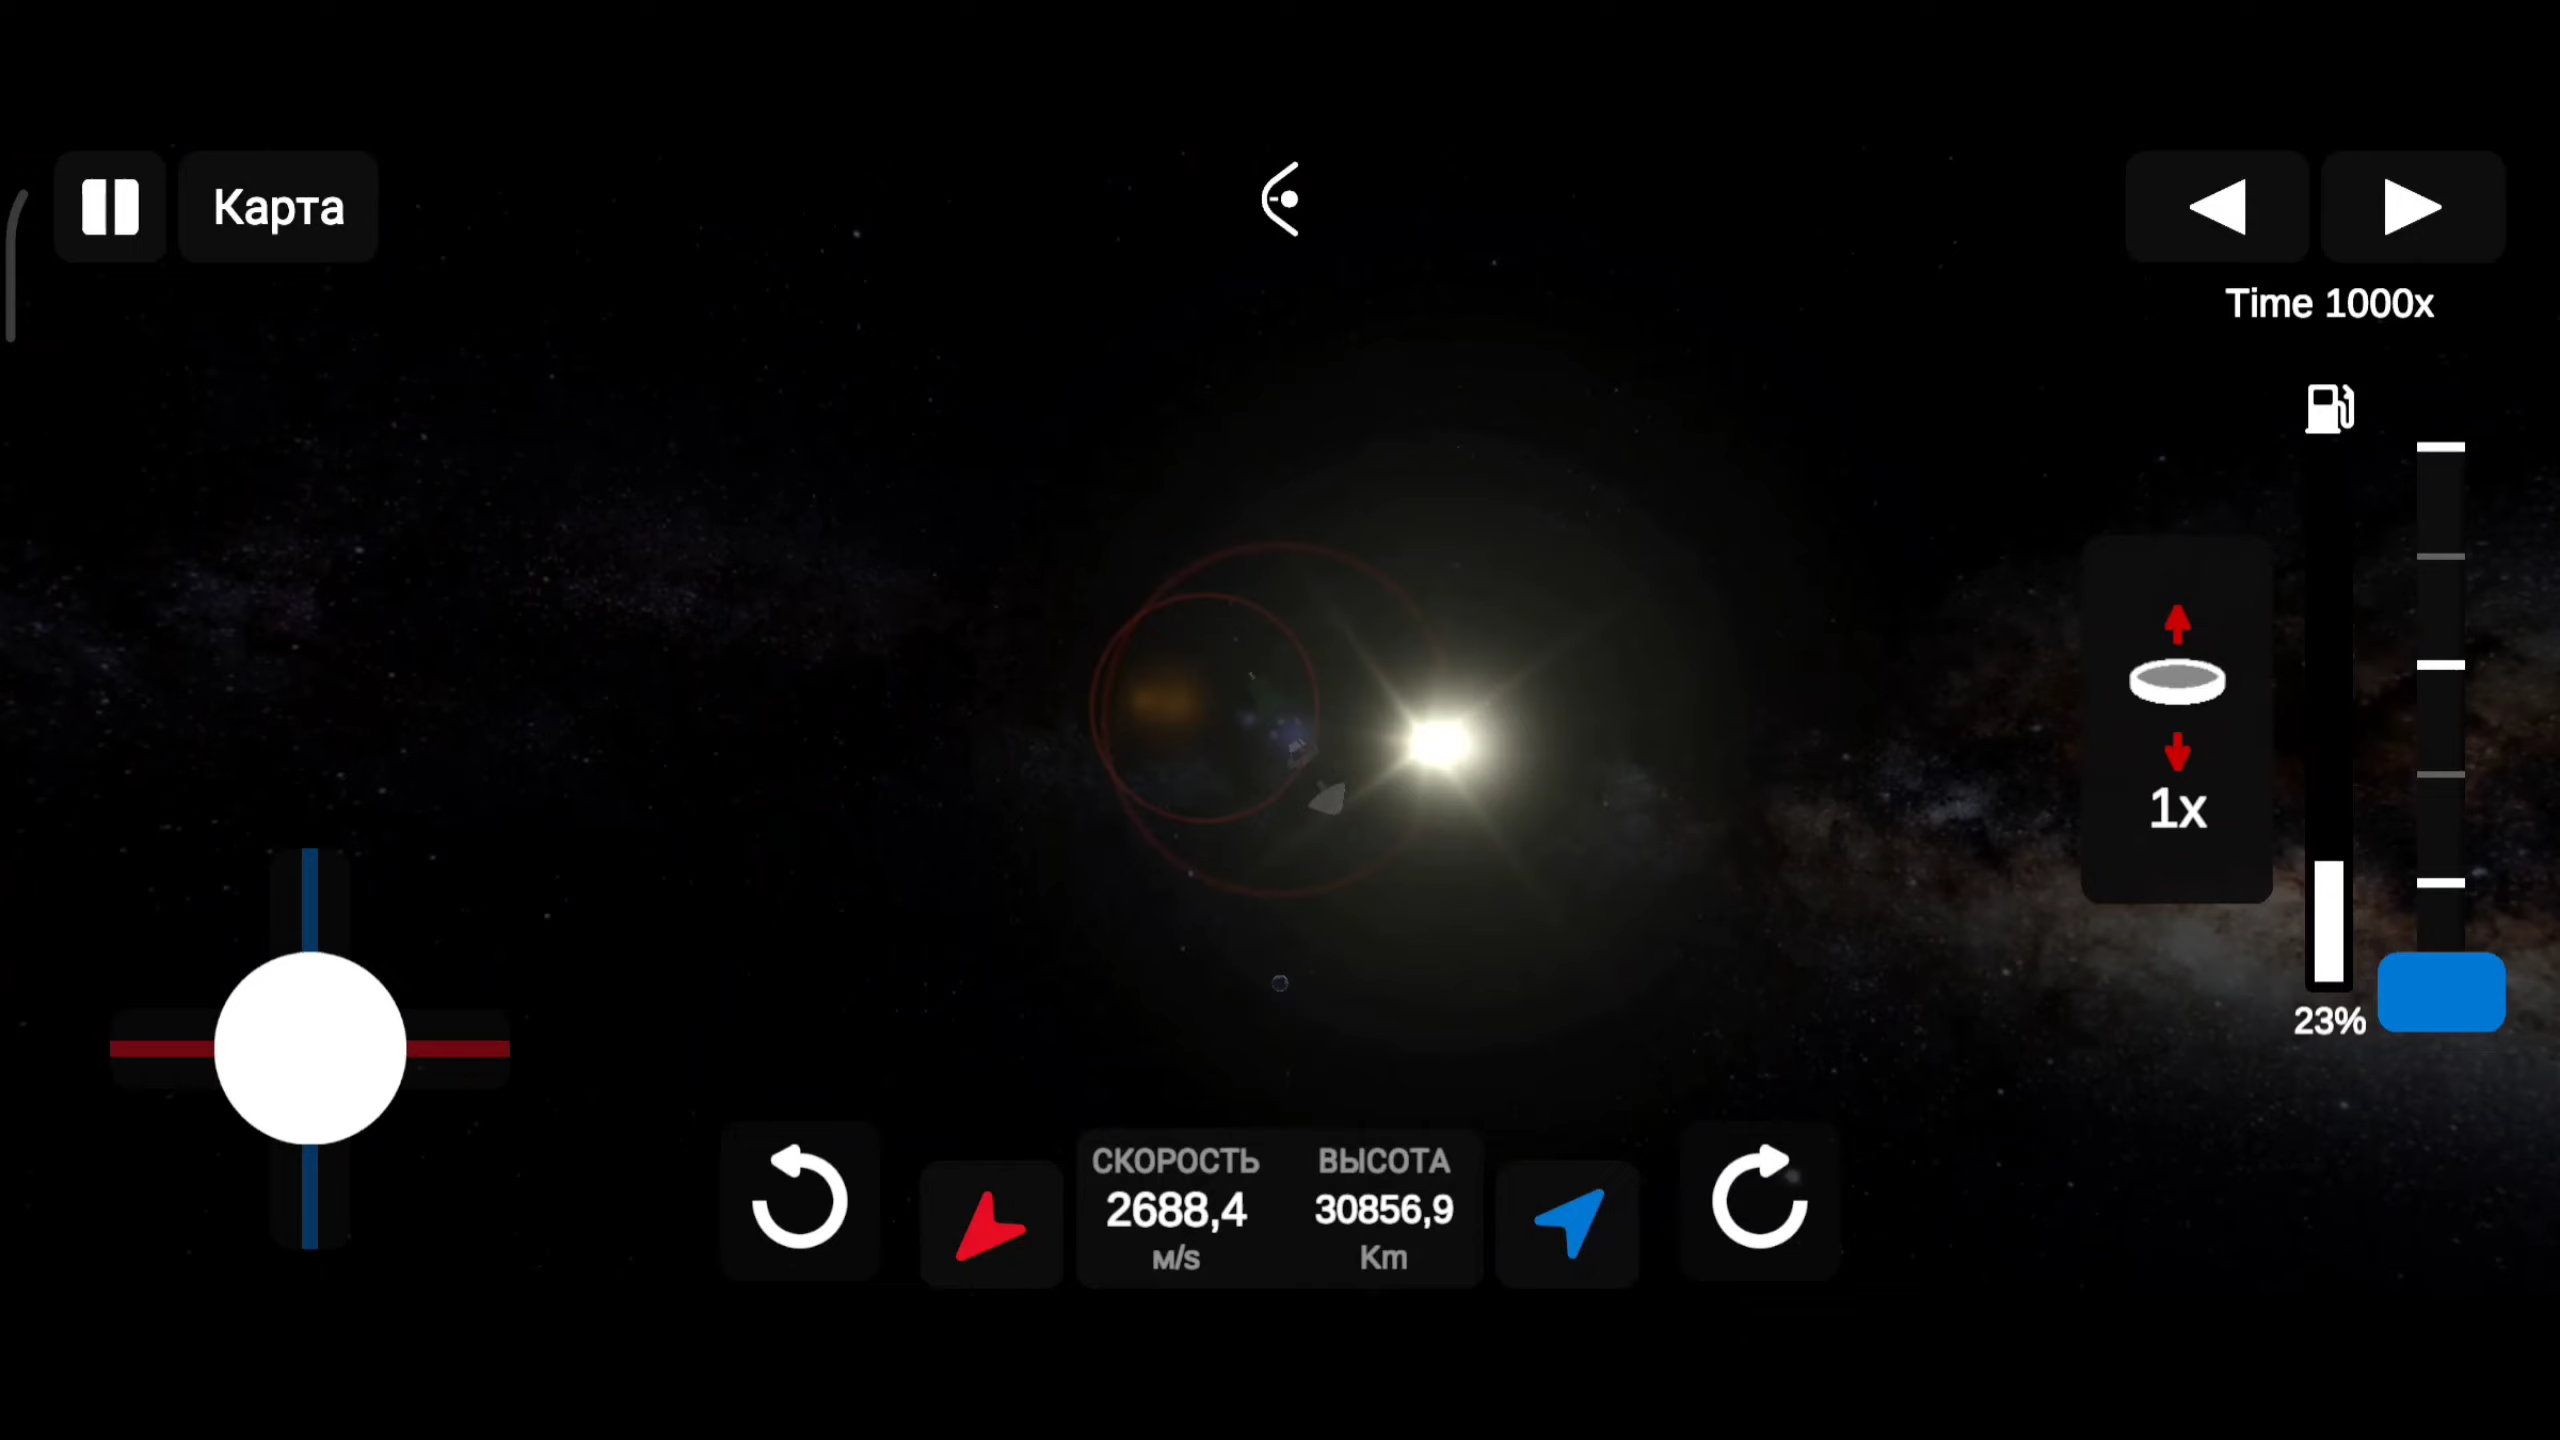 Карта
Time 1000x
1x
23%
СКОРОСТЬ ВЫСОТА
2688,4 30856,9
м/s Km